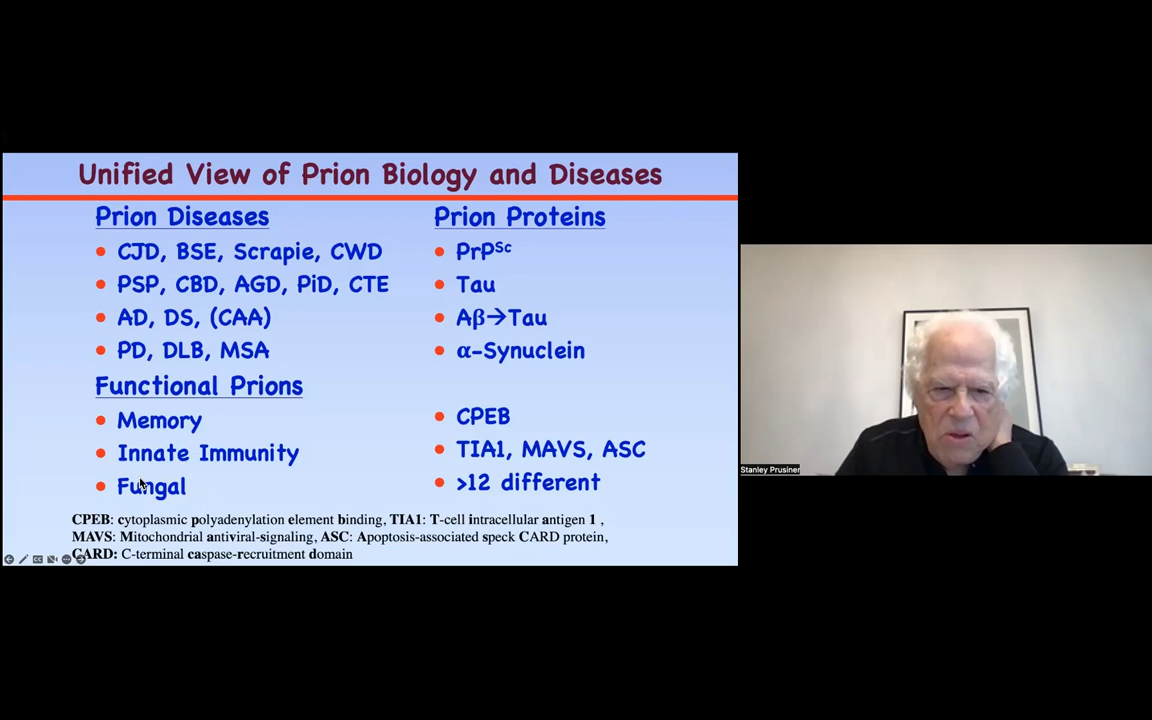 Unified View of Prion Biology and Diseases
Prion Diseases
Prion Proteins
CJD, BSE, Scrapie, CWD
PrPSc
PSP, CBD, AGD, PiD, CTE
Tau
AD, DS, (CAA)
Aβ→Tau
PD, DLB, MSA
α-Synuclein
Functional Prions
Memory
CPEB
Innate Immunity
TIA1, MAVS, ASC
Fungal
>12 different
CPEB: cytoplasmic polyadenylation element binding, TIA1: T-cell intracellular antigen 1 ,
MAVS: Mitochondrial antiviral-signaling, ASC: Apoptosis-associated speck CARD protein,
CARD: C-terminal caspase-recruitment domain
Stanley Prusiner